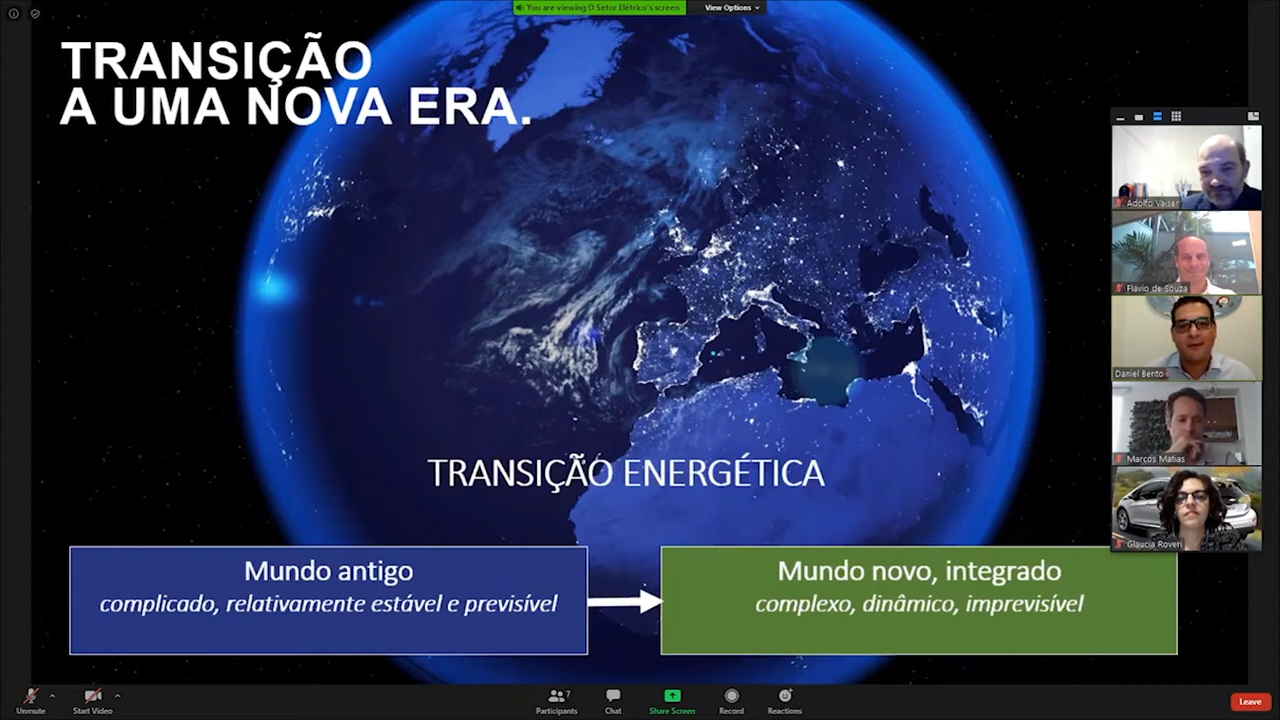 You are viewing O Setor Elétrico's screen
View Options
TRANSIÇÃO
A UMA NOVA ERA.
Adolfo Vaiser
Flávio de Souza
Daniel Bento
Marcos Matias
Glaucia Roveri
TRANSIÇÃO ENERGÉTICA
Mundo antigo
complicado, relativamente estável e previsível
Mundo novo, integrado
complexo, dinâmico, imprevisível
Unmute
Start Video
Participants
7
Chat
Share Screen
Record
Reactions
Leave